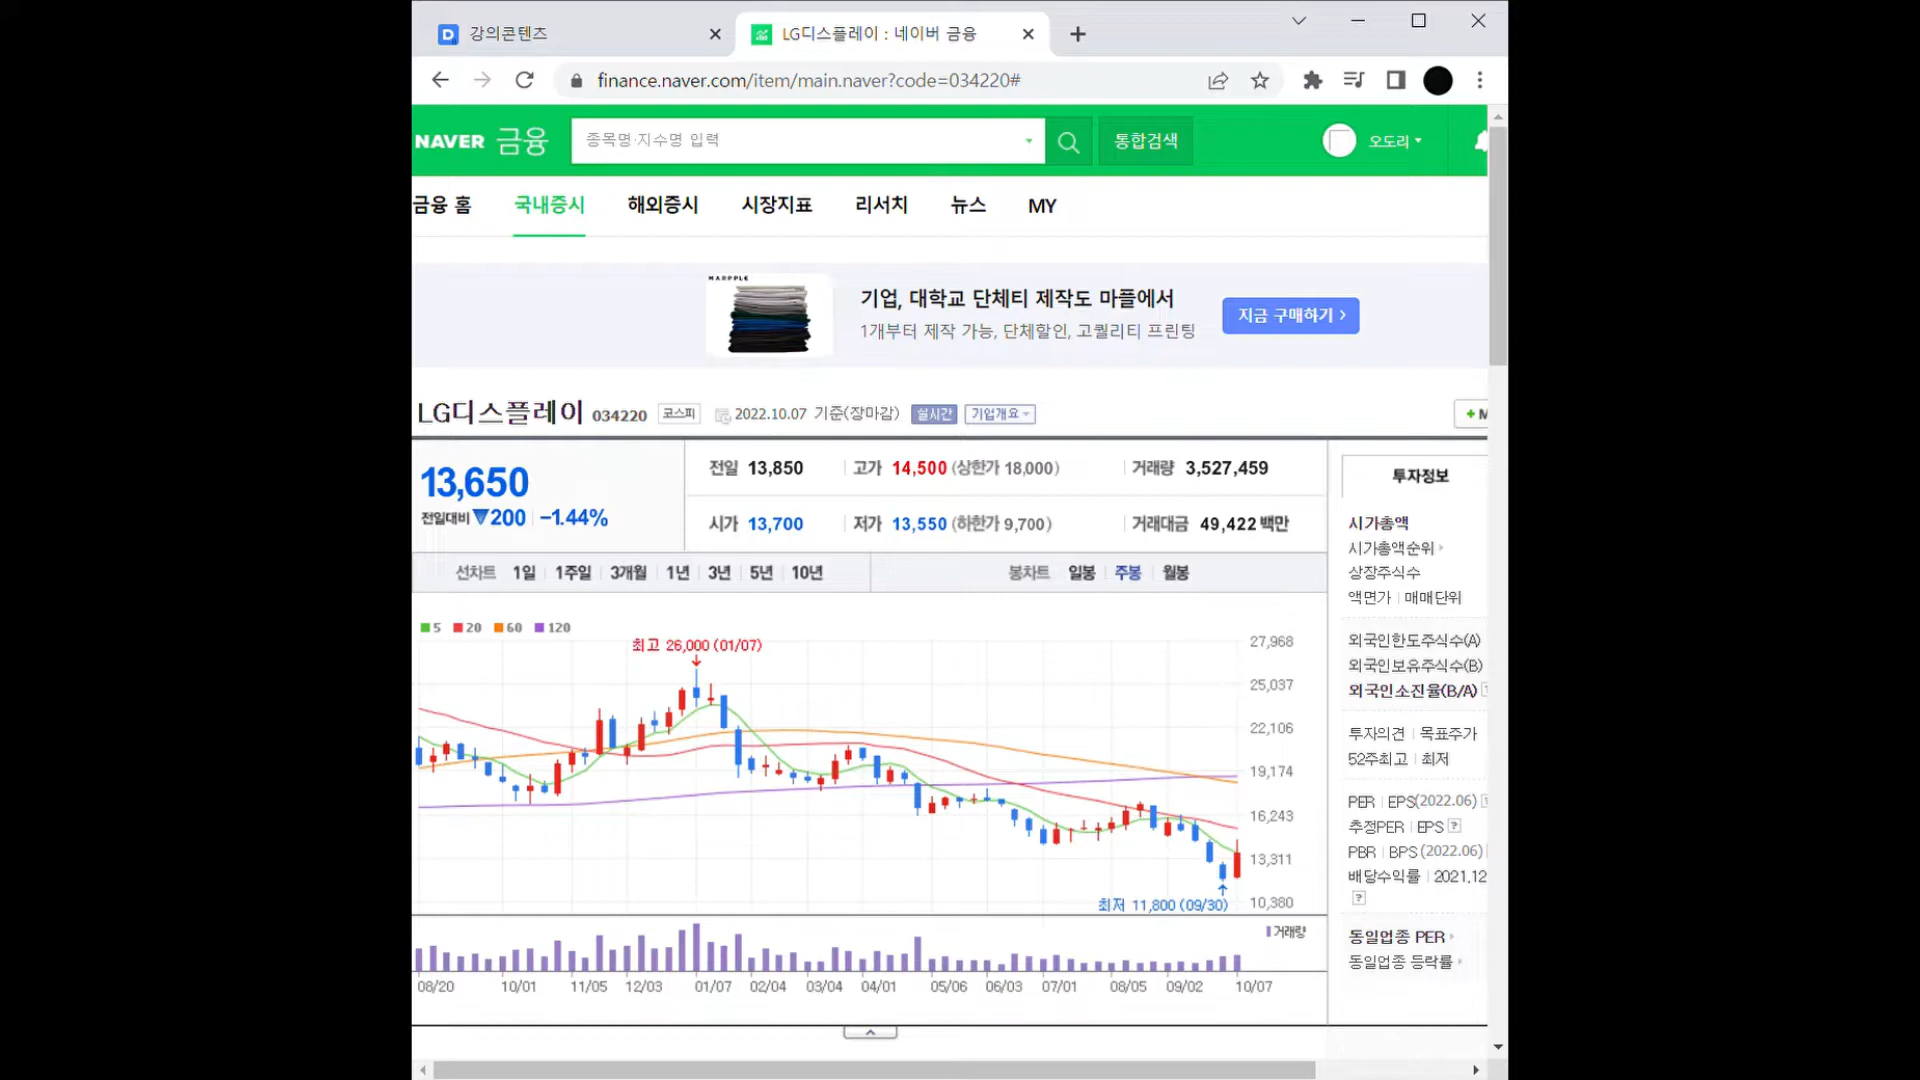 강의콘텐츠
LG디스플레이 : 네이버 금융
finance.naver.com/item/main.naver?code=034220#
NAVER 금융
종목명·지수명 입력
통합검색
오도리
금융 홈 국내증시 해외증시 시장지표 리서치 뉴스 MY
MARPPLE
기업, 대학교 단체티 제작도 마플에서
1개부터 제작 가능, 단체할인, 고퀄리티 프린팅
지금 구매하기 >
LG디스플레이 034220 코스피 2022.10.07 기준(장마감) 실시간 기업개요
+ M
13,650
전일대비 ▼200 -1.44%
전일 13,850 고가 14,500 (상한가 18,000) 거래량 3,527,459
시가 13,700 저가 13,550 (하한가 9,700) 거래대금 49,422 백만
선차트 1일 1주일 3개월 1년 3년 5년 10년 봉차트 일봉 주봉 월봉
5 20 60 120
최고 26,000 (01/07)
27,968
25,037
22,106
19,174
16,243
13,311
10,380
최저 11,800 (09/30)
거래량
08/20 10/01 11/05 12/03 01/07 02/04 03/04 04/01 05/06 06/03 07/01 08/05 09/02 10/07
투자정보
시가총액
시가총액순위
상장주식수
액면가 | 매매단위
외국인한도주식수(A)
외국인보유주식수(B)
외국인소진율(B/A)
투자의견 | 목표주가
52주최고 | 최저
PER | EPS(2022.06)
추정PER | EPS ?
PBR | BPS (2022.06)
배당수익률 | 2021.12
?
동일업종 PER
동일업종 등락률